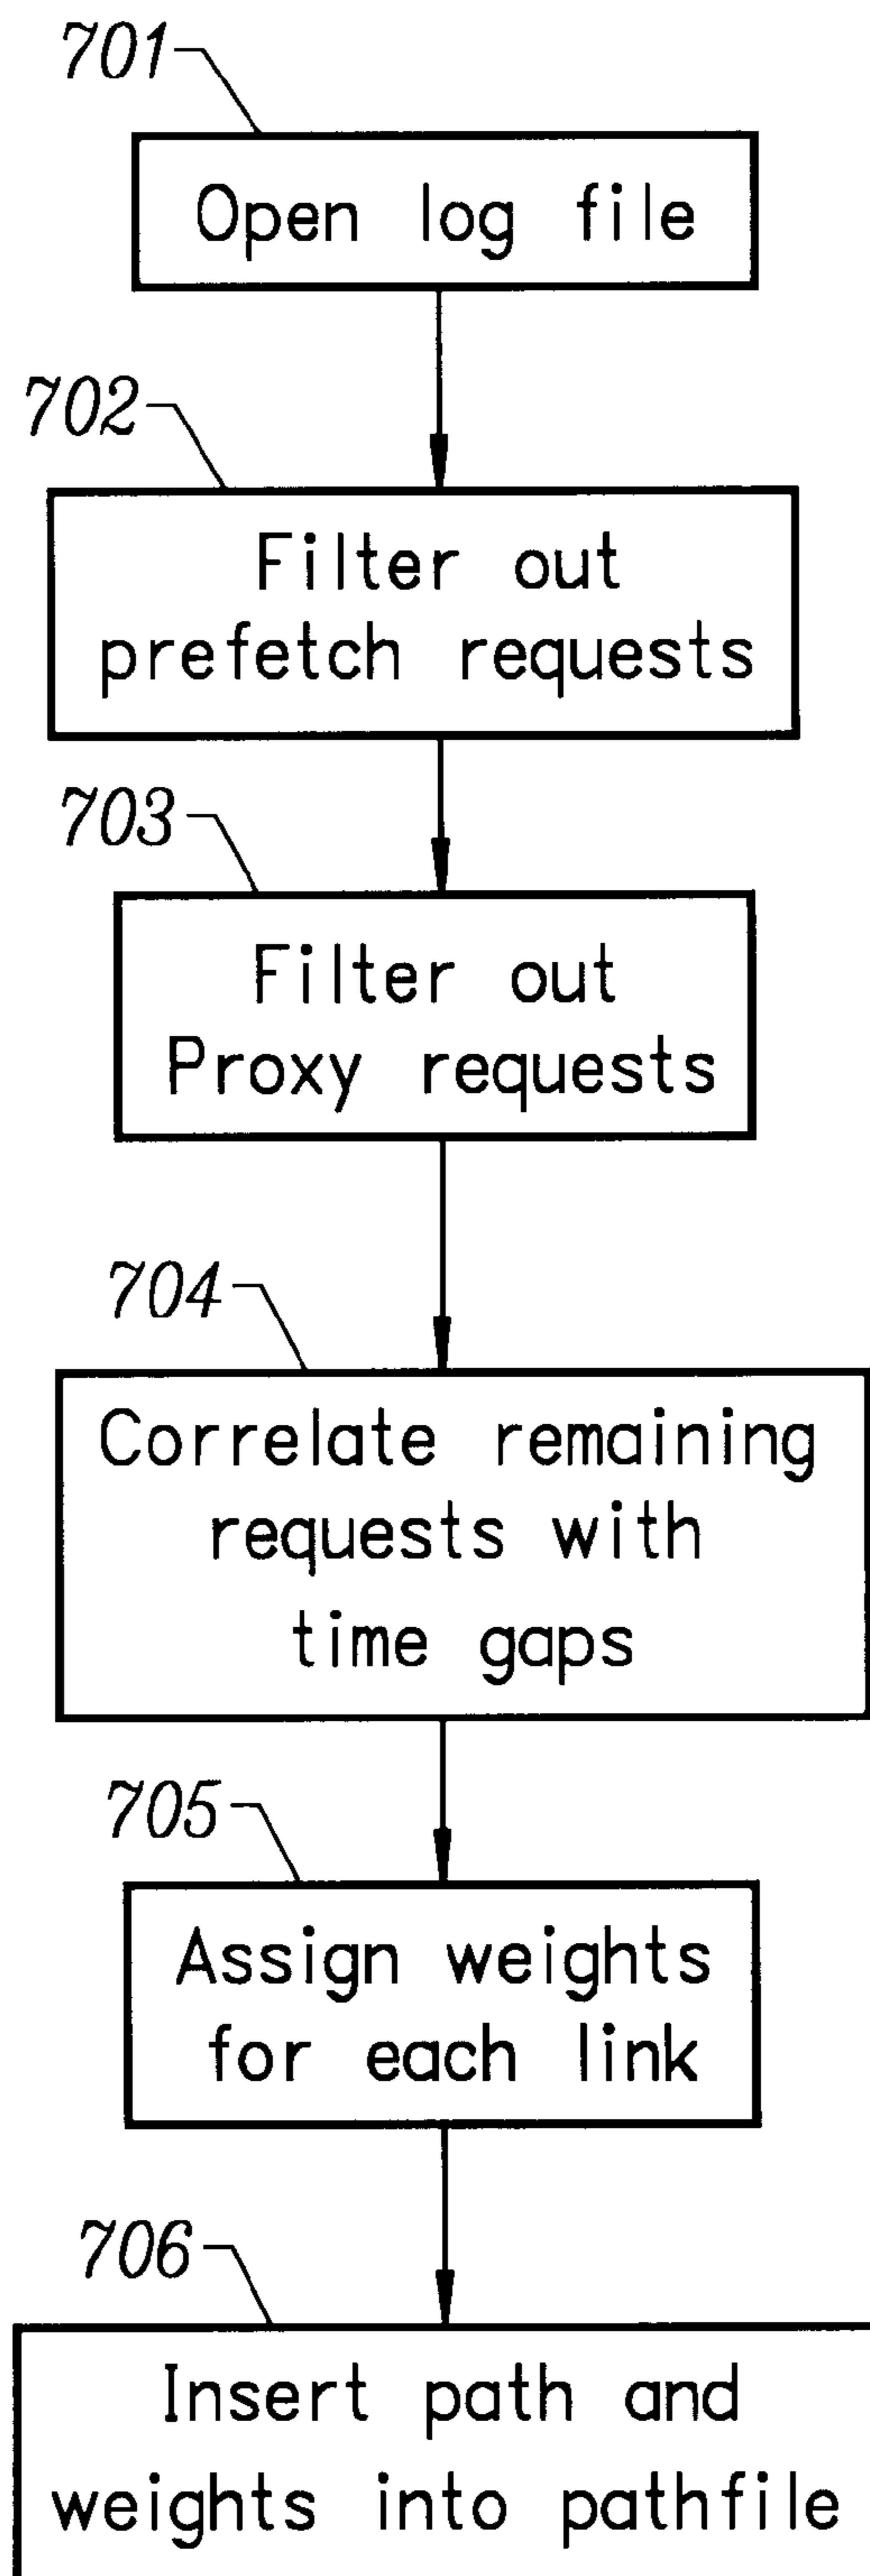 701
Open log file
702
Filter out
prefetch requests
703
Filter out
Proxy requests
704
Correlate remaining
requests with
time gaps
705
Assign weights
for each link
706
Insert path and
weights into pathfile